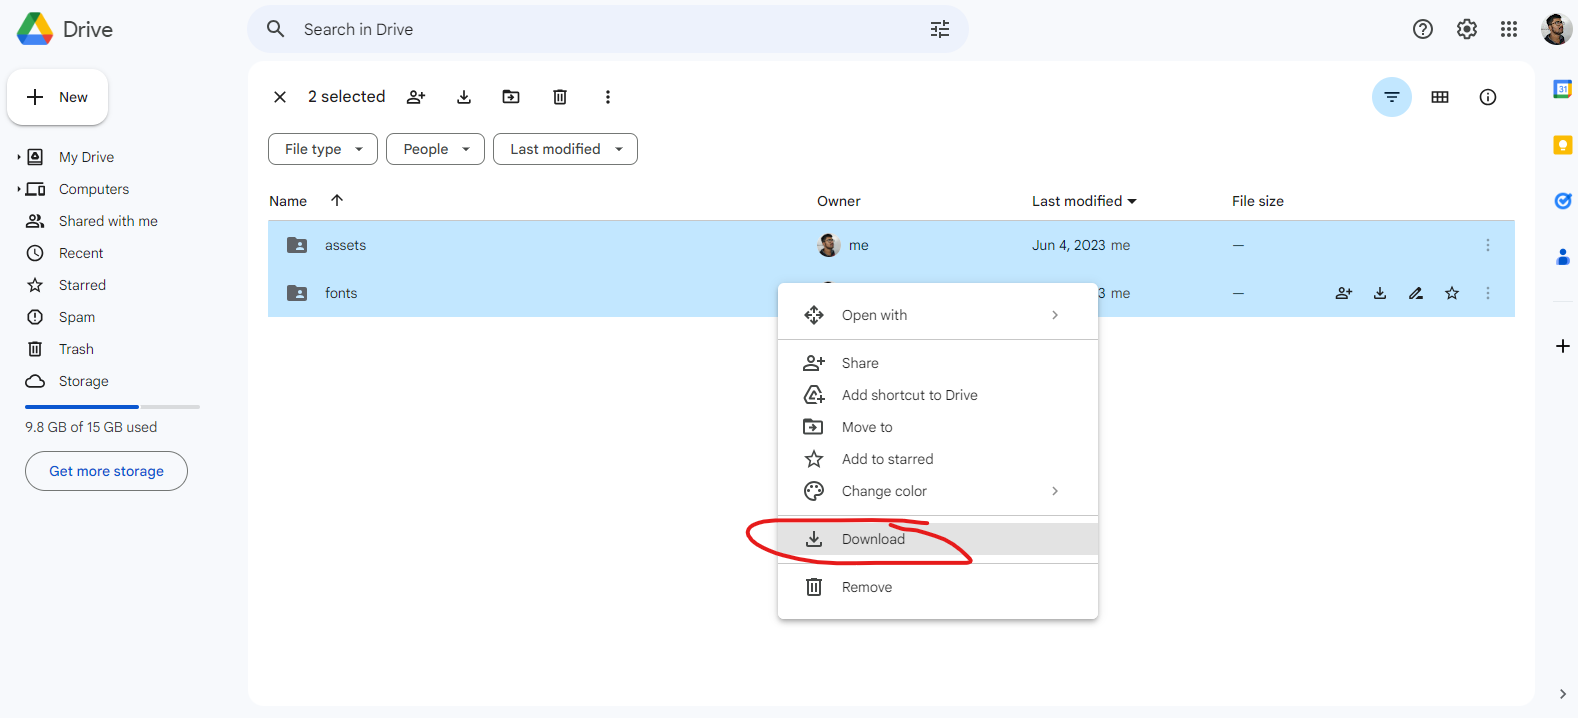 Drive
Search in Drive
New
2 selected
File type
People
Last modified
My Drive
Computers
Shared with me
Recent
Starred
Spam
Trash
Storage
9.8 GB of 15 GB used
Get more storage
Name
Owner
Last modified
File size
assets
me
Jun 4, 2023 me
—
fonts
3 me
—
Open with
Share
Add shortcut to Drive
Move to
Add to starred
Change color
Download
Remove
31